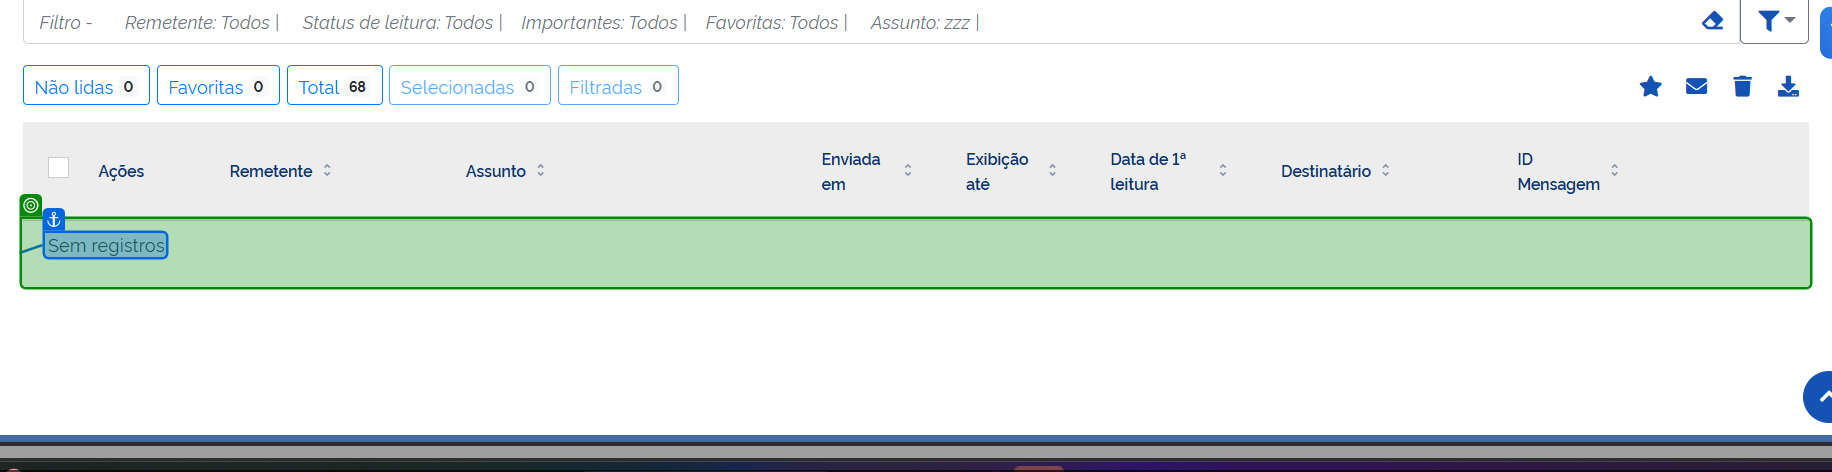 Filtro - Remetente: Todos | Status de leitura: Todos | Importantes: Todos | Favoritas: Todos | Assunto: zzz |
Não lidas 0 Favoritas 0 Total 68 Selecionadas 0 Filtradas 0
Ações Remetente Assunto Enviada em Exibição até Data de 1ª leitura Destinatário ID Mensagem
Sem registros